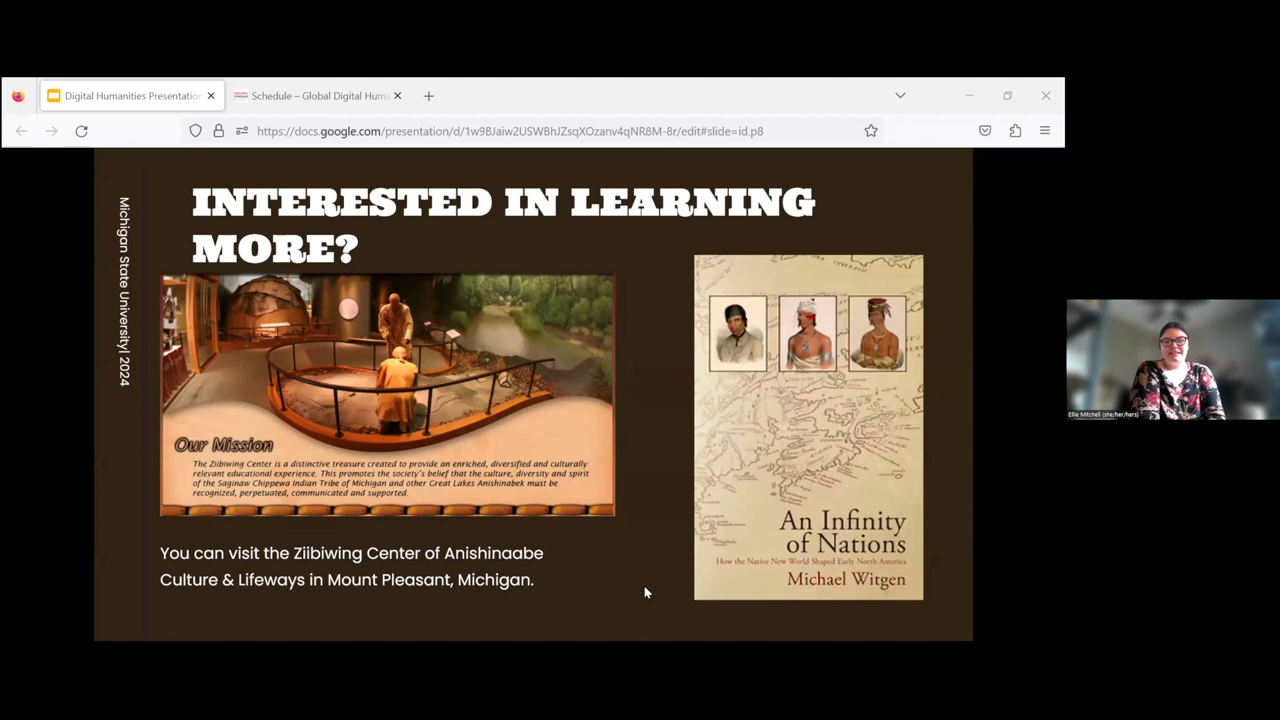 Digital Humanities Presentation
Schedule – Global Digital Huma
https://docs.google.com/presentation/d/1w9BJaiw2USWBhJZsqXOzanv4qNR8M-8r/edit#slide=id.p8
Michigan State University| 2024
INTERESTED IN LEARNING
MORE?
Our Mission
The Ziibiwing Center is a distinctive treasure created to provide an enriched, diversified and culturally
relevant educational experience. This promotes the society's belief that the culture, diversity and spirit
of the Saginaw Chippewa Indian Tribe of Michigan and other Great Lakes Anishinabek must be
recognized, perpetuated, communicated and supported.
You can visit the Ziibiwing Center of Anishinaabe
Culture & Lifeways in Mount Pleasant, Michigan.
An Infinity
of Nations
How the Native New World Shaped Early North America
Michael Witgen
Ellie Mitchell (she/her/hers)